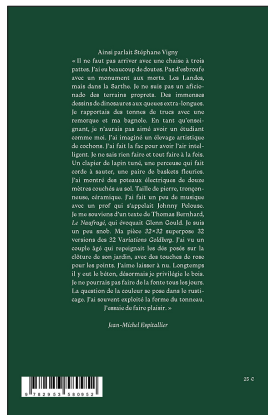 Ainsi parlait Stéphane Vigny
« Il ne faut pas arriver avec une chaise à trois
pattes. J'ai eu beaucoup de doutes. Pas d'esbroufe
avec un monument aux morts. Les Landes,
mais dans la Sarthe. Je ne suis pas un aficio-
nado des terrains propres. Des immenses
dessins de dinosaures aux queues extra-longues.
Je rapportais des tonnes de trucs avec une
remorque et ma bagnole. En tant qu'ensei-
gnant, je n'aurais pas aimé avoir un étudiant
comme moi. J'ai imaginé un élevage artistique
de cochons. J'ai fait la fac pour avoir l'air intel-
ligent. Je ne sais rien faire et tout faire à la fois.
Un clapier de lapin tuné, une perceuse qui fait
corde à sauter, une paire de baskets fleuries.
J'ai montré des poteaux électriques de douze
mètres couchés au sol. Taille de pierre, tronçon-
neuse, céramique. J'ai fait un peu de musique
avec un prof qui s'appelait Johnny Pelouse.
Je me souviens d'un texte de Thomas Bernhard,
Le Naufragé, qui évoquait Glenn Gould. Je suis
un peu snob. Ma pièce 32×32 superpose 32
versions des 32 Variations Goldberg. J'ai vu un
couple âgé qui repeignait les dés posés sur la
clôture de son jardin, avec des touches de rose
pour les points. J'aime laisser à nu. Longtemps
il y eut le béton, désormais je privilégie le bois.
Je ne pourrais pas faire de la fonte tous les jours.
La question de la couleur se pose dans le rusti-
cage. J'ai souvent exploité la forme du tonneau.
J'essaie de faire plaisir. »
Jean-Michel Espitallier
25 €